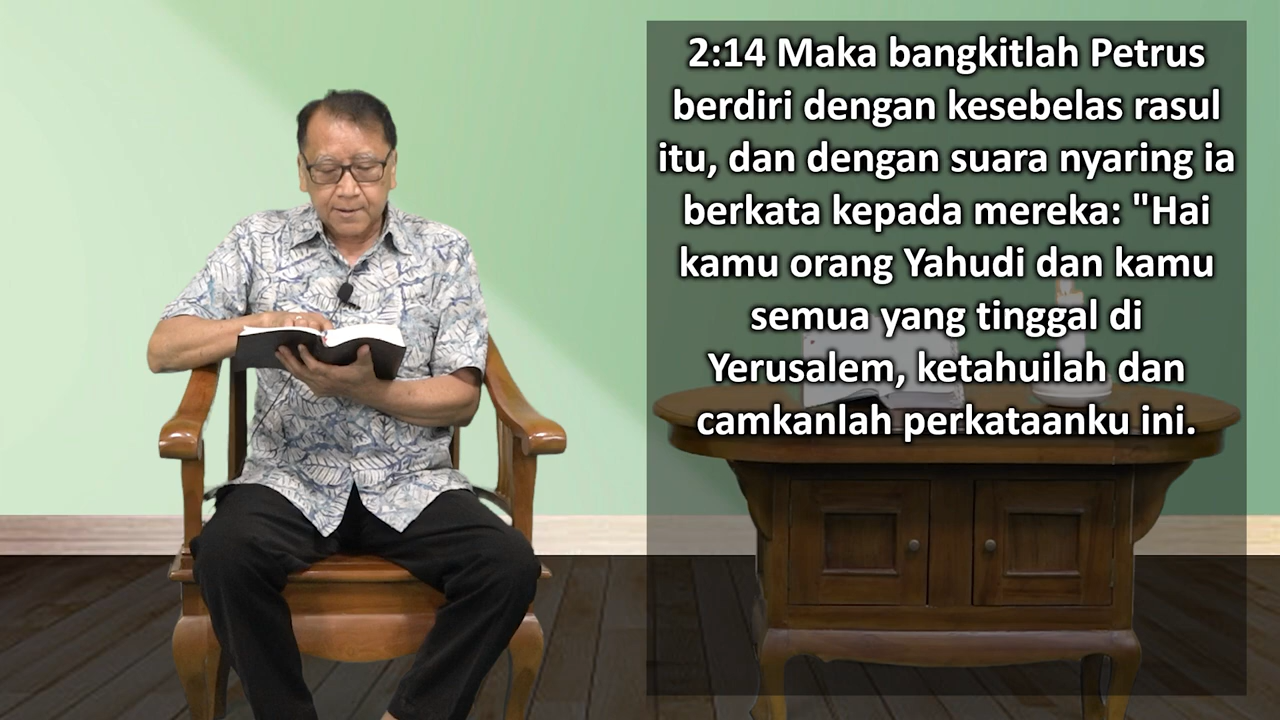 2:14 Maka bangkitlah Petrus
berdiri dengan kesebelas rasul
itu, dan dengan suara nyaring ia
berkata kepada mereka: "Hai
kamu orang Yahudi dan kamu
semua yang tinggal di
Yerusalem, ketahuilah dan
camkanlah perkataanku ini.